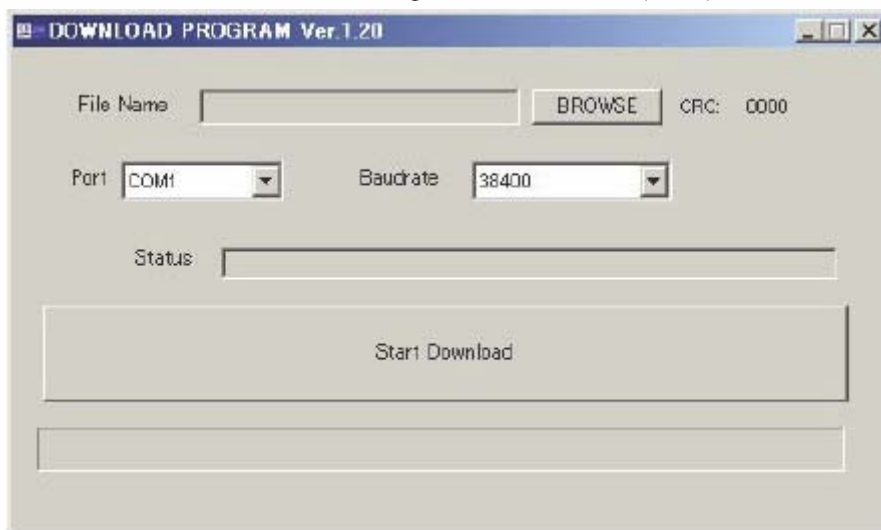 DOWNLOAD PROGRAM Ver.1.20
File Name BROWSE CRC: 0000
Port COM1 Baudrate 38400
Status
Start Download